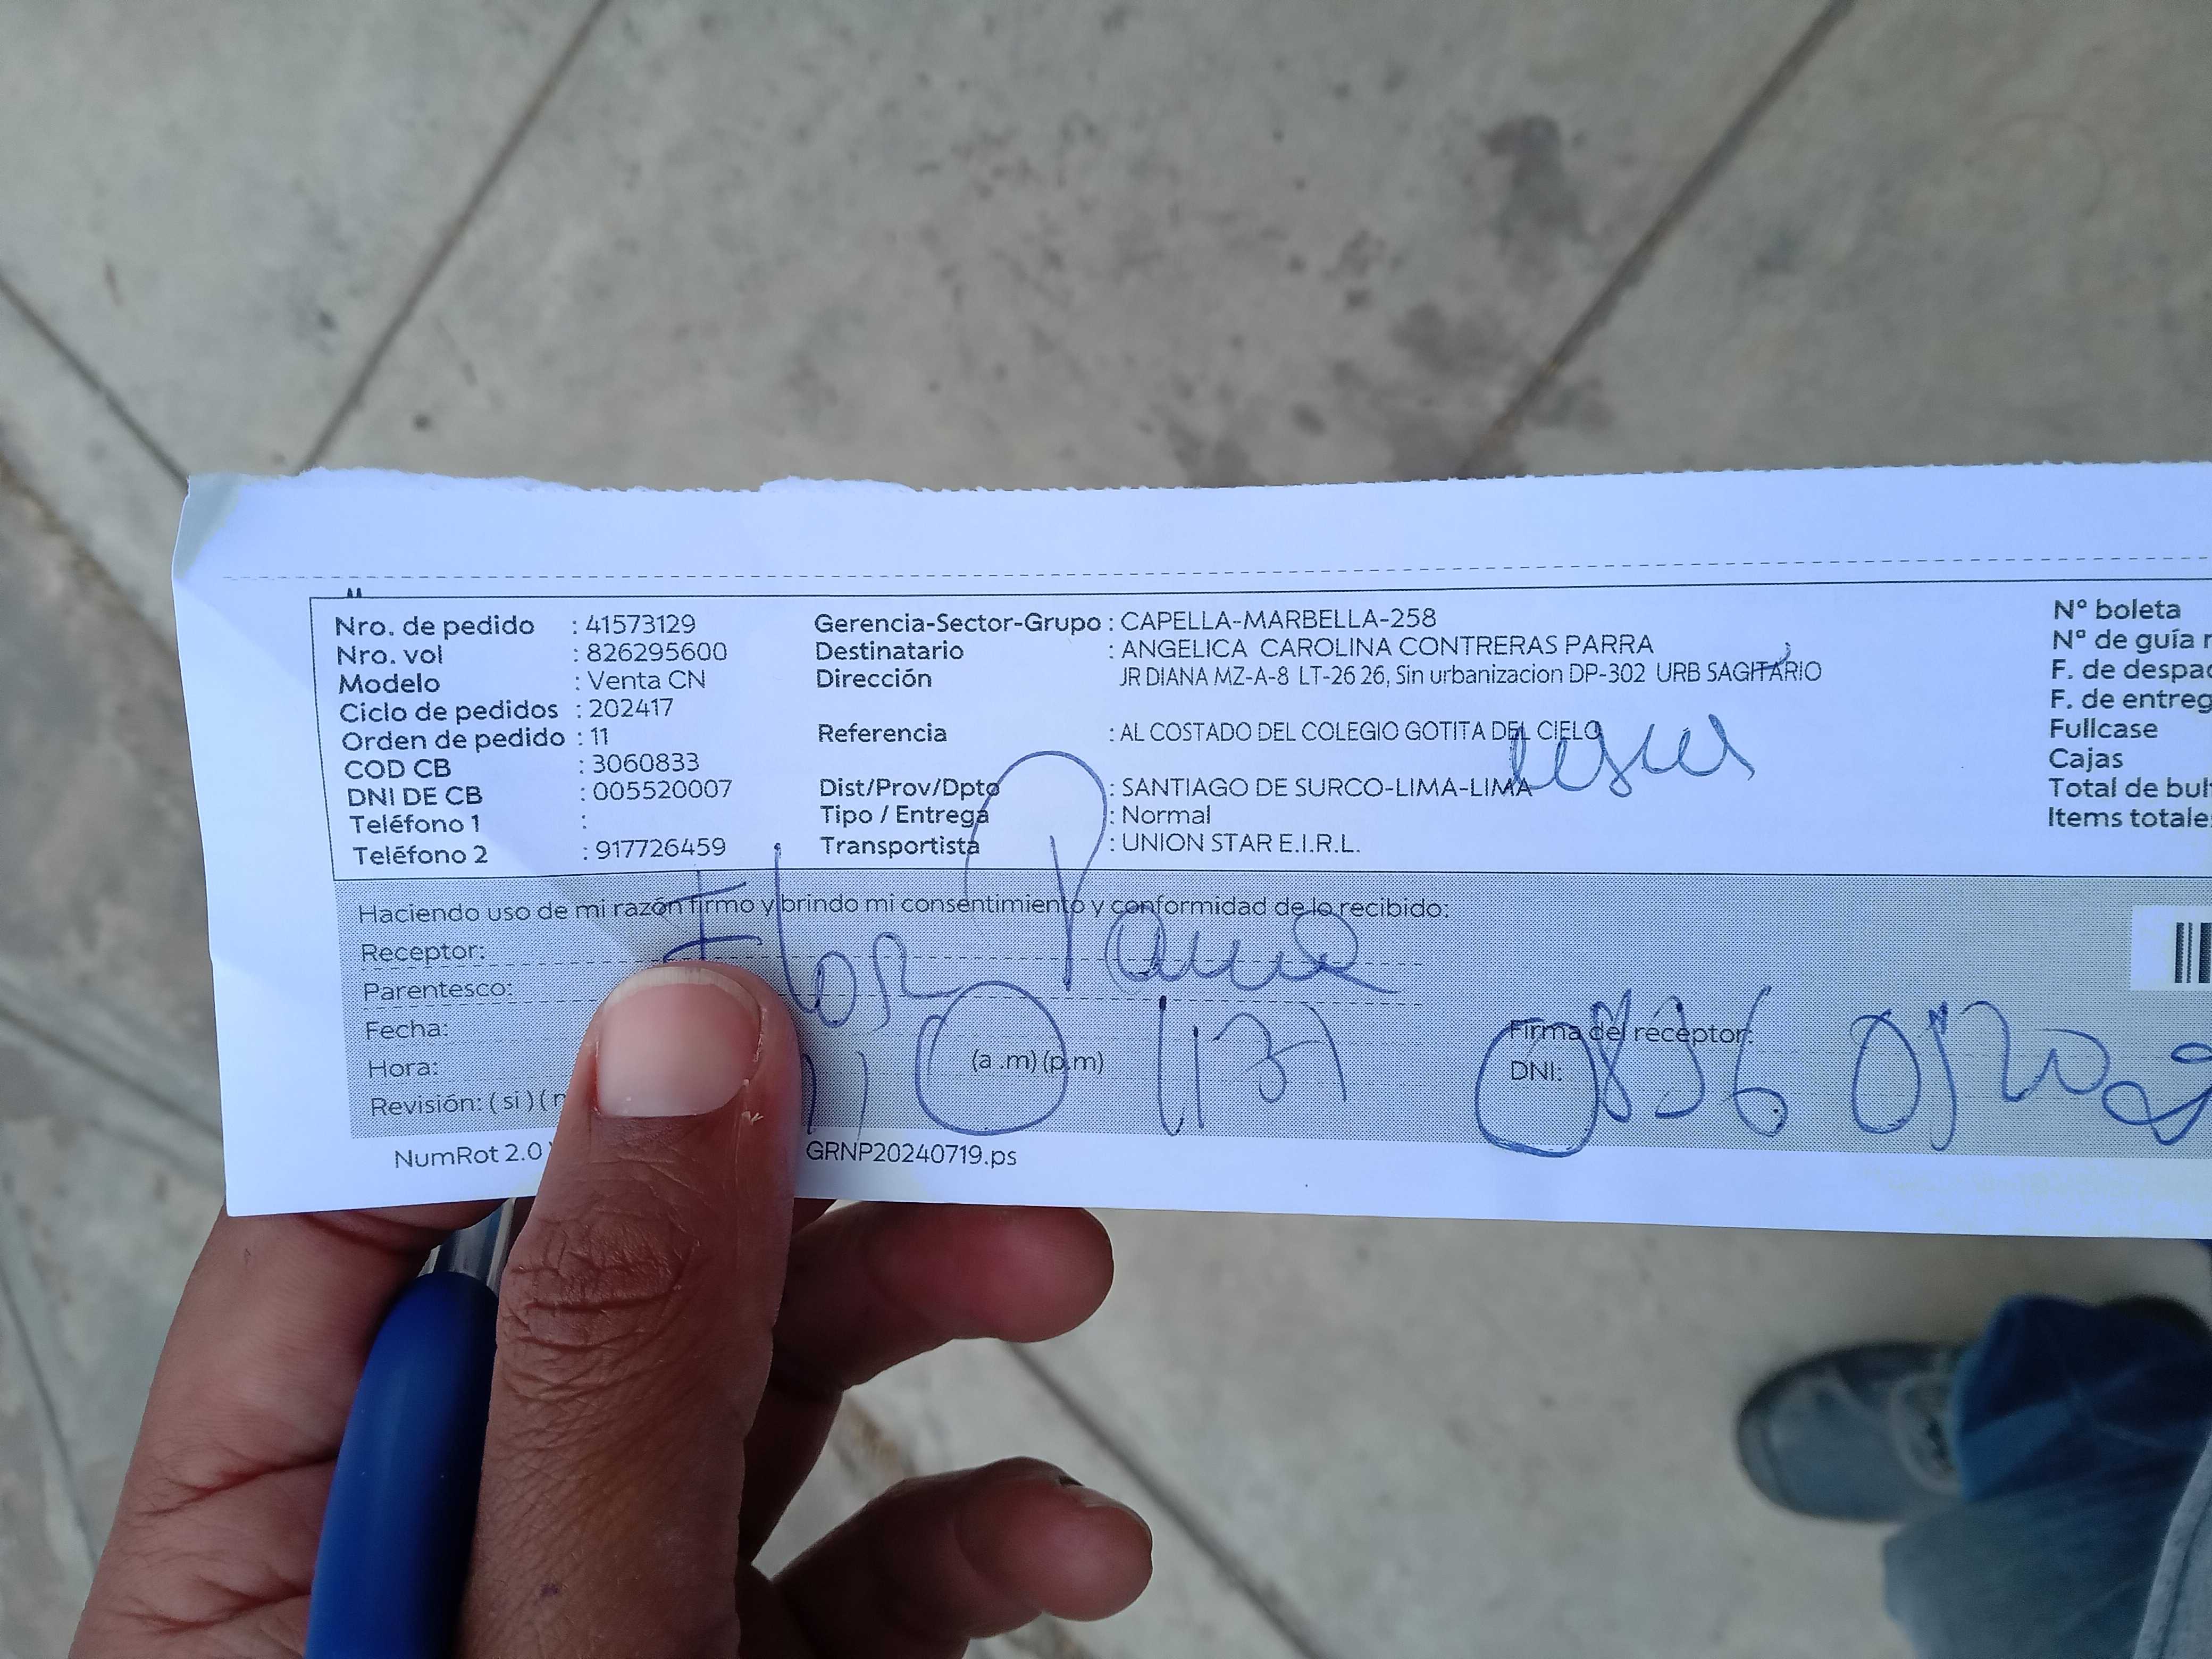 Nro. de pedido : 41573129
Nro. vol : 826295600
Modelo : Venta CN
Ciclo de pedidos : 202417
Orden de pedido : 11
COD CB : 3060833
DNI DE CB : 005520007
Teléfono 1 :
Teléfono 2 : 917726459
Gerencia-Sector-Grupo : CAPELLA-MARBELLA-258
Destinatario : ANGELICA CAROLINA CONTRERAS PARRA
Dirección JR DIANA MZ-A-8 LT-26 26, Sin urbanizacion DP-302 URB SAGITARIO
Referencia : AL COSTADO DEL COLEGIO GOTITA DEL CIELO
Dist/Prov/Dpto : SANTIAGO DE SURCO-LIMA-LIMA
Tipo / Entrega : Normal
Transportista : UNION STAR E.I.R.L.
Nº boleta
Nº de guía
F. de
F. de
Fullcase
Cajas
Total de
Items
Haciendo uso de mi razón firmo y brindo mi consentimiento y conformidad de lo recibido:
Receptor: Flor
Parentesco:
Fecha:
Hora: (a .m) (p.m)
Revisión: ( si ) (
Firma del receptor:
DNI:
NumRot 2.0
GRNP20240719.ps